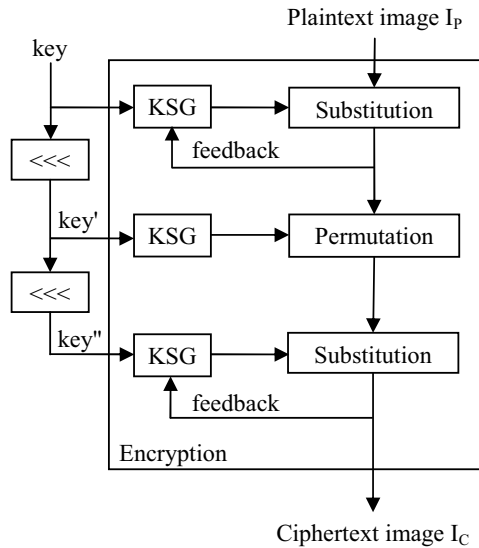 Plaintext image I_P
key
KSG
Substitution
feedback
<<<
key'
KSG
Permutation
<<<
key"
KSG
Substitution
feedback
Encryption
Ciphertext image I_C